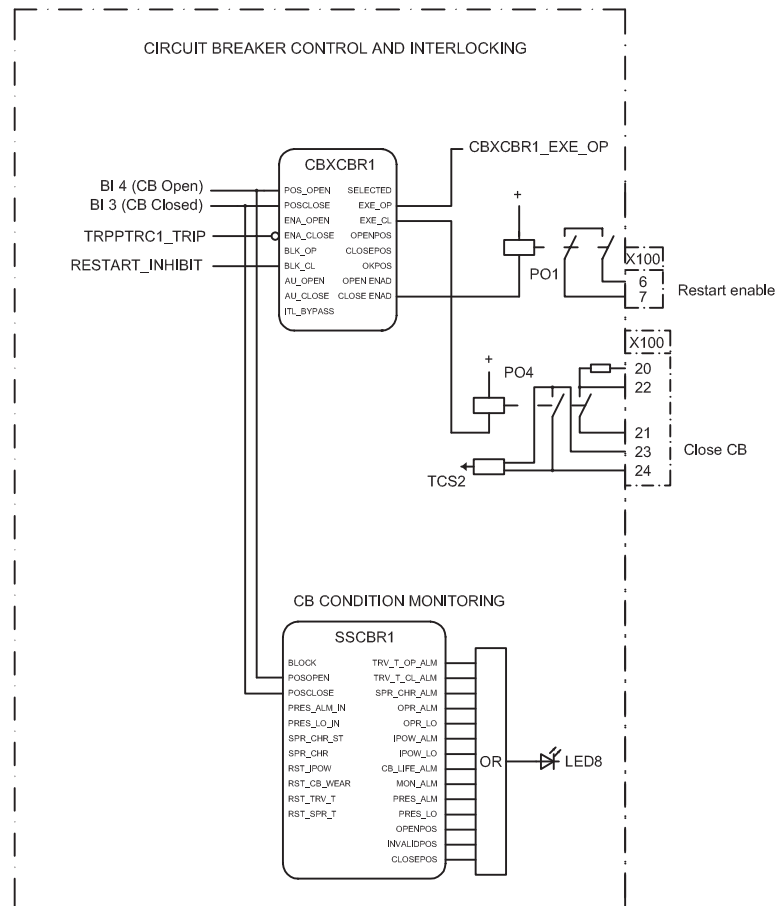 CIRCUIT BREAKER CONTROL AND INTERLOCKING
CBXCBR1
CBXCBR1_EXE_OP
BI 4 (CB Open)
POS_OPEN SELECTED
BI 3 (CB Closed)
POSCLOSE EXE_OP
ENA_OPEN EXE_CL
TRPPTRC1_TRIP
ENA_CLOSE OPENPOS
BLK_OP CLOSEPOS
RESTART_INHIBIT
BLK_CL OKPOS
AU_OPEN OPEN ENAD
AU_CLOSE CLOSE ENAD
ITL_BYPASS
+
PO1
X100
6
7
Restart enable
X100
+
PO4
20
22
21
23
24
Close CB
TCS2
CB CONDITION MONITORING
SSCBR1
BLOCK TRV_T_OP_ALM
POSOPEN TRV_T_CL_ALM
POSCLOSE SPR_CHR_ALM
PRES_ALM_IN OPR_ALM
PRES_LO_IN OPR_LO
SPR_CHR_ST IPOW_ALM
SPR_CHR IPOW_LO
RST_IPOW CB_LIFE_ALM
RST_CB_WEAR MON_ALM
RST_TRV_T PRES_ALM
RST_SPR_T PRES_LO
OPENPOS
INVALIDPOS
CLOSEPOS
OR
LED8